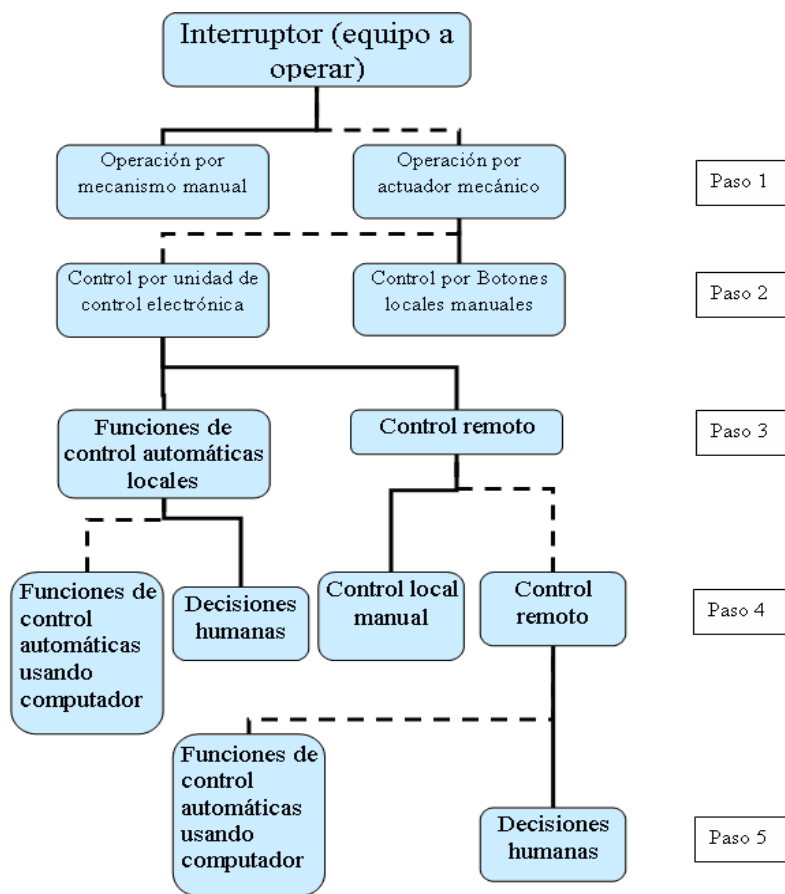 Interruptor (equipo a
operar)
Operación por
mecanismo manual
Operación por
actuador mecánico
Paso 1
Control por unidad de
control electrónica
Control por Botones
locales manuales
Paso 2
Funciones de
control automáticas
locales
Control remoto
Paso 3
Funciones de
control
automáticas
usando
computador
Decisiones
humanas
Control local
manual
Control
remoto
Paso 4
Funciones de
control
automáticas
usando
computador
Decisiones
humanas
Paso 5